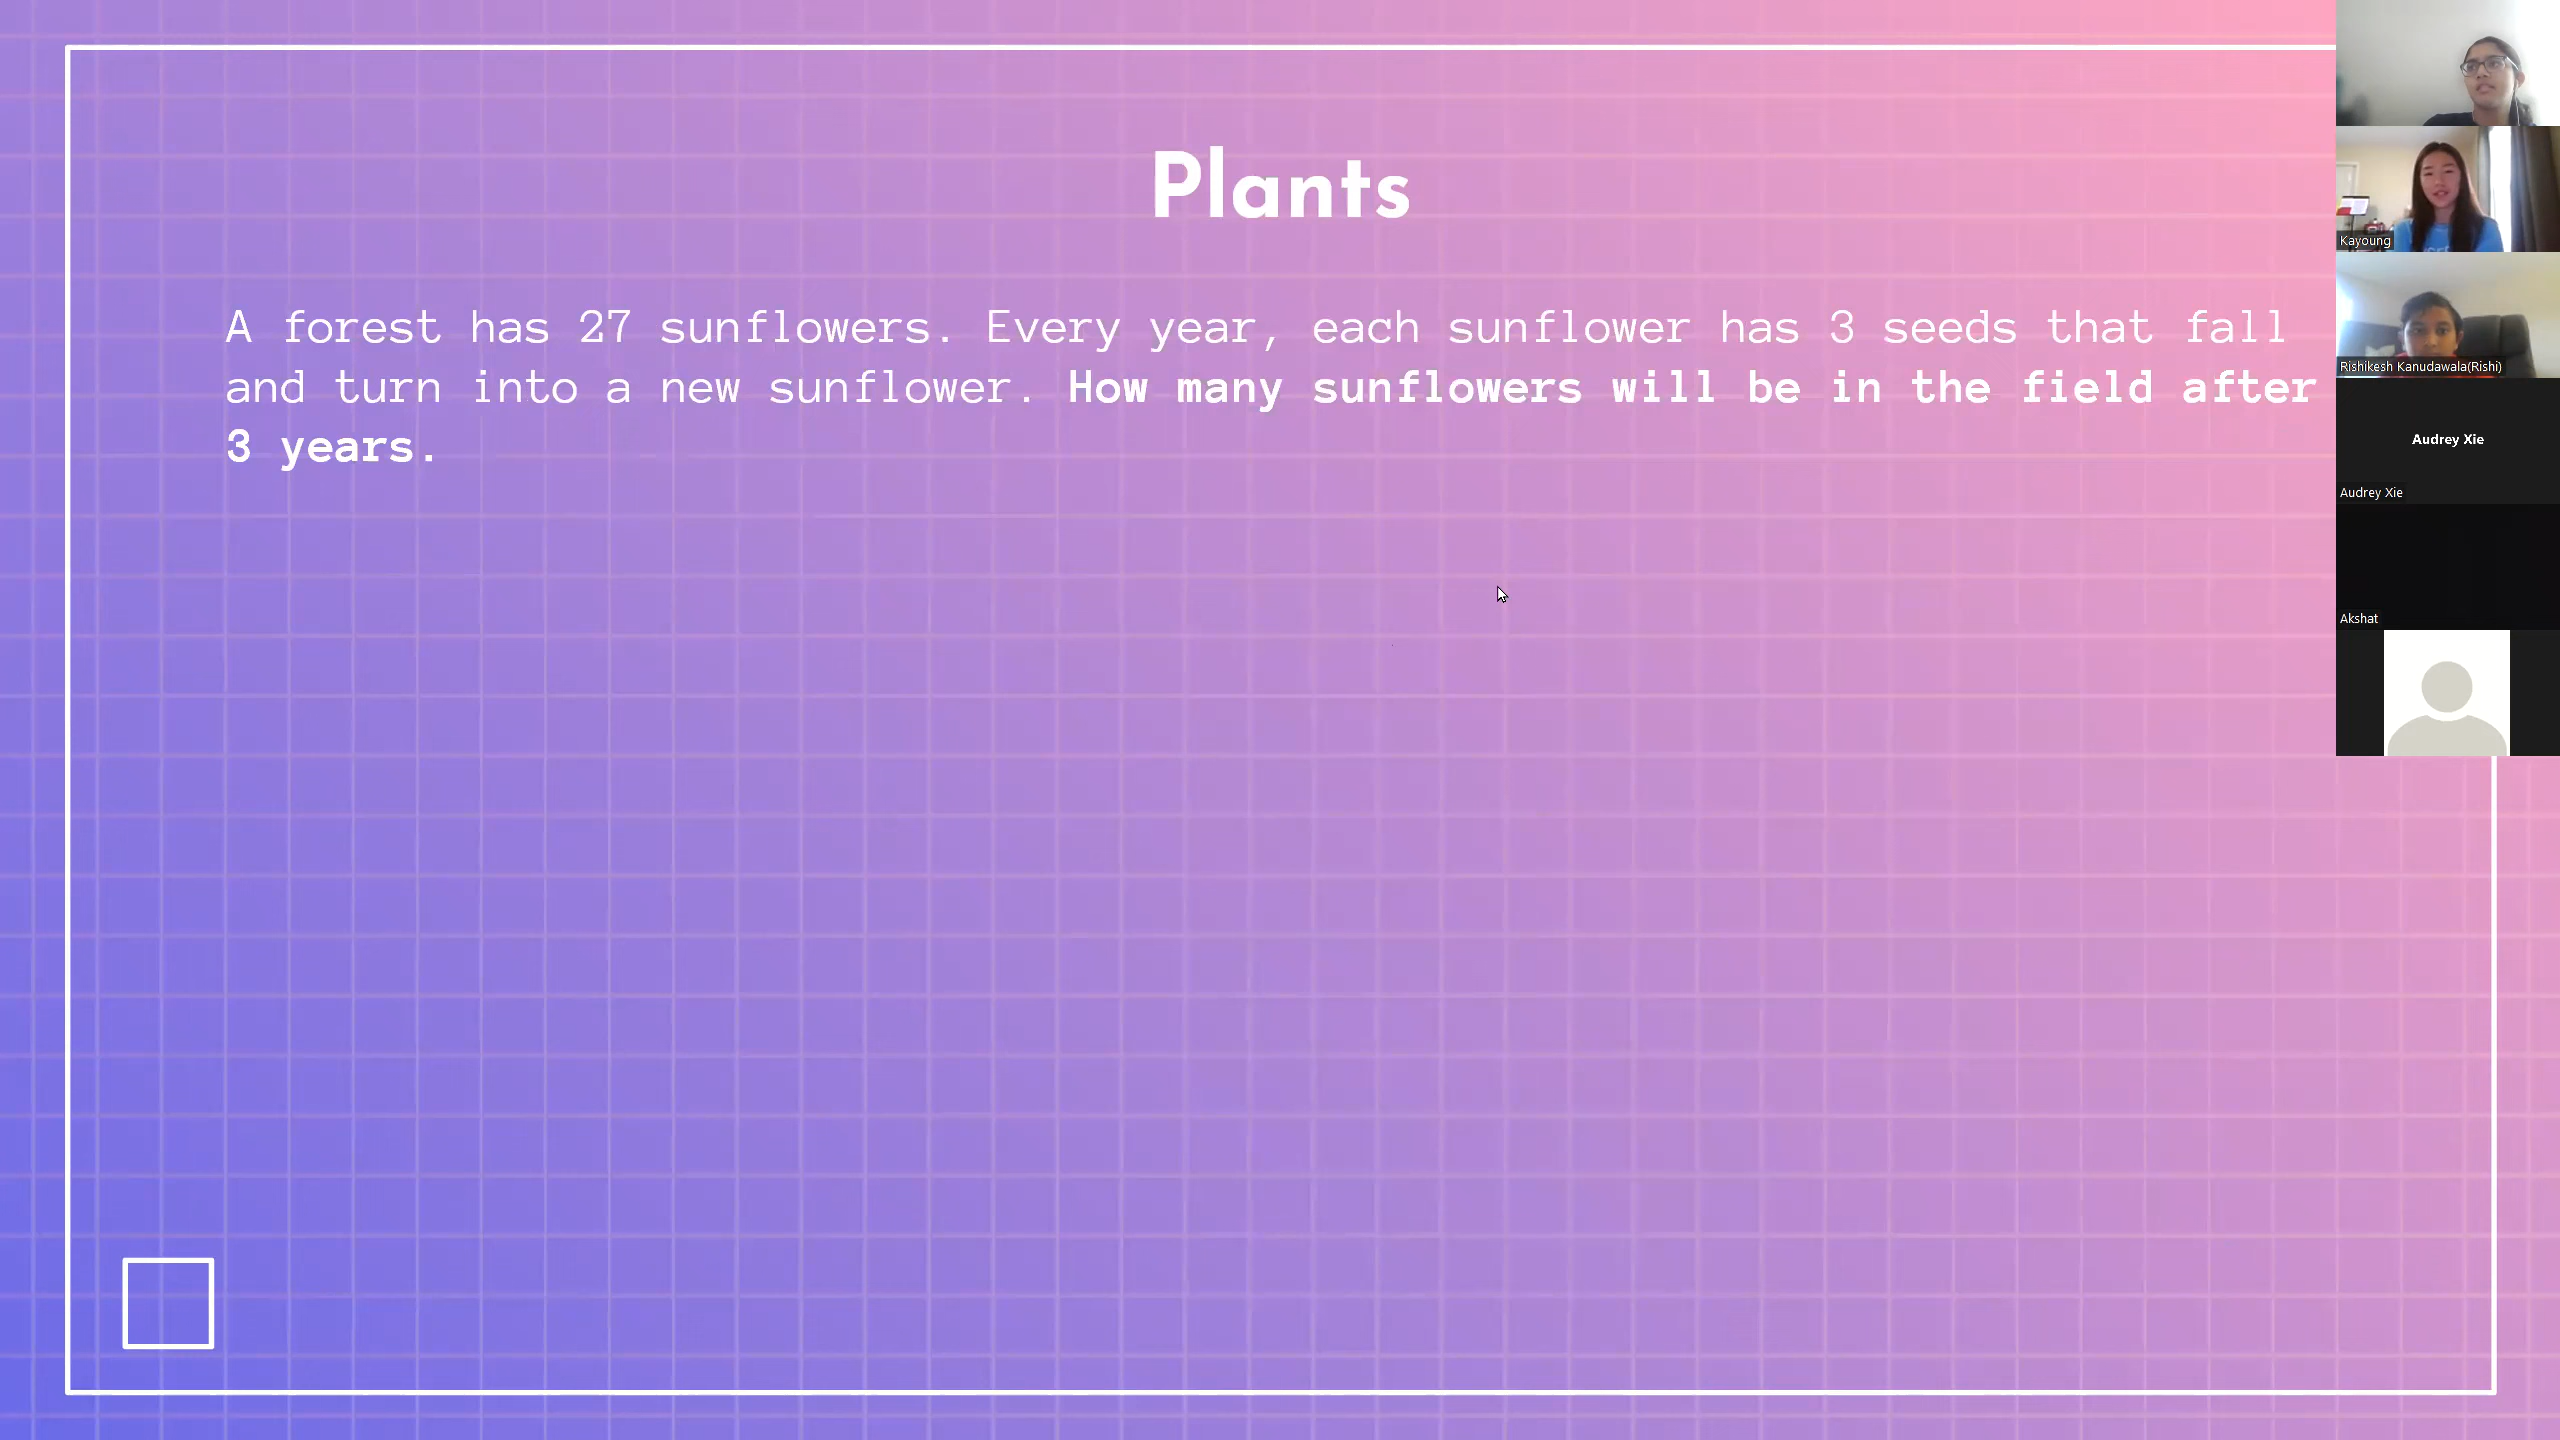 Plants
A forest has 27 sunflowers. Every year, each sunflower has 3 seeds that fall
and turn into a new sunflower. How many sunflowers will be in the field after
3 years.
Kayoung
Rishikesh Kanudawala(Rishi)
Audrey Xie
Audrey Xie
Akshat